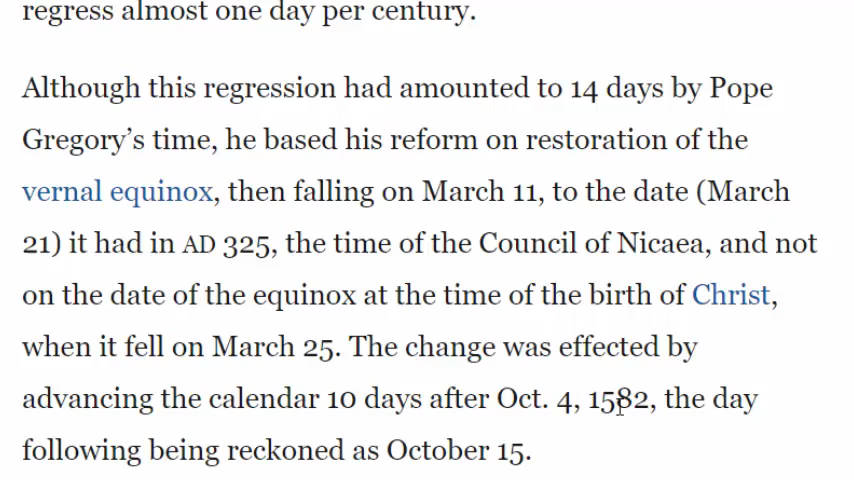 regress almost one day per century.
Although this regression had amounted to 14 days by Pope
Gregory’s time, he based his reform on restoration of the
vernal equinox, then falling on March 11, to the date (March
21) it had in AD 325, the time of the Council of Nicaea, and not
on the date of the equinox at the time of the birth of Christ,
when it fell on March 25. The change was effected by
advancing the calendar 10 days after Oct. 4, 1582, the day
following being reckoned as October 15.